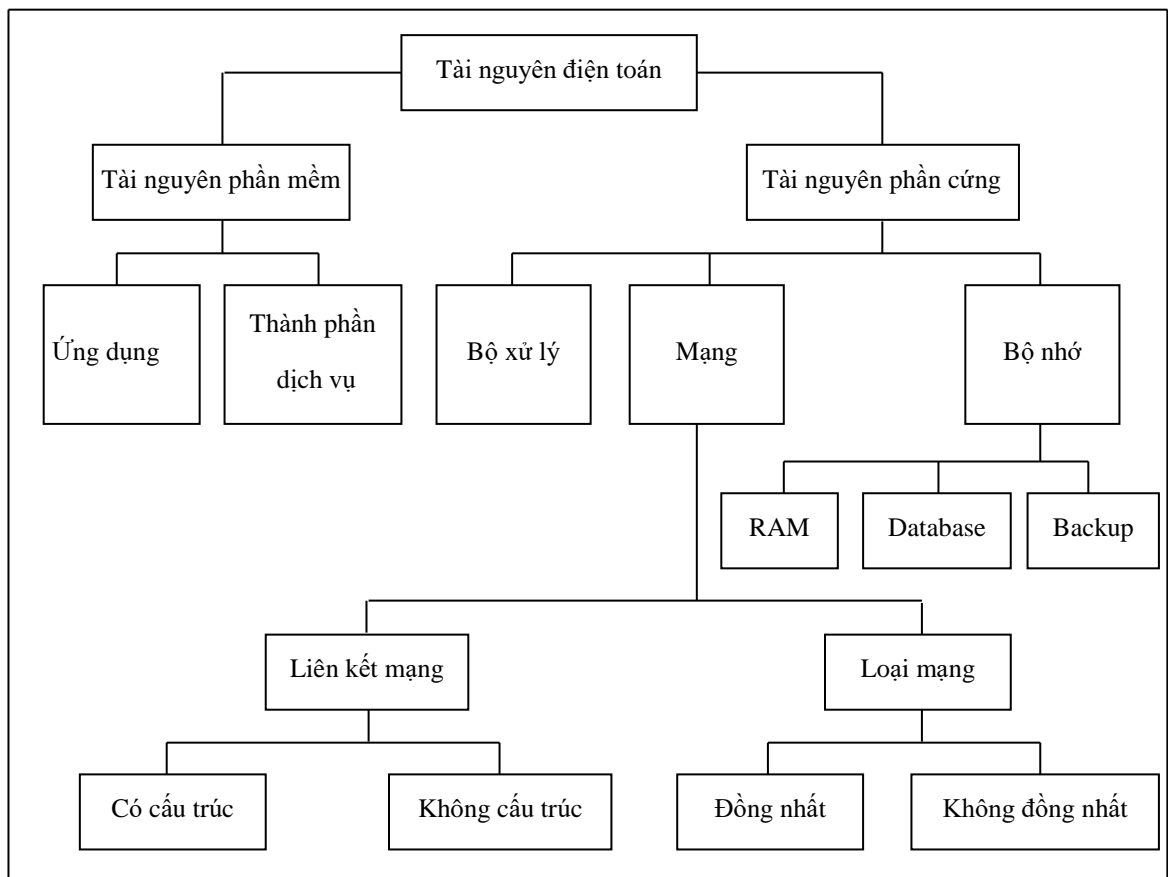 Tài nguyên điện toán
Tài nguyên phần mềm
Tài nguyên phần cứng
Ứng dụng
Thành phần
dịch vụ
Bộ xử lý
Mạng
Bộ nhớ
RAM
Database
Backup
Liên kết mạng
Loại mạng
Có cấu trúc
Không cấu trúc
Đồng nhất
Không đồng nhất